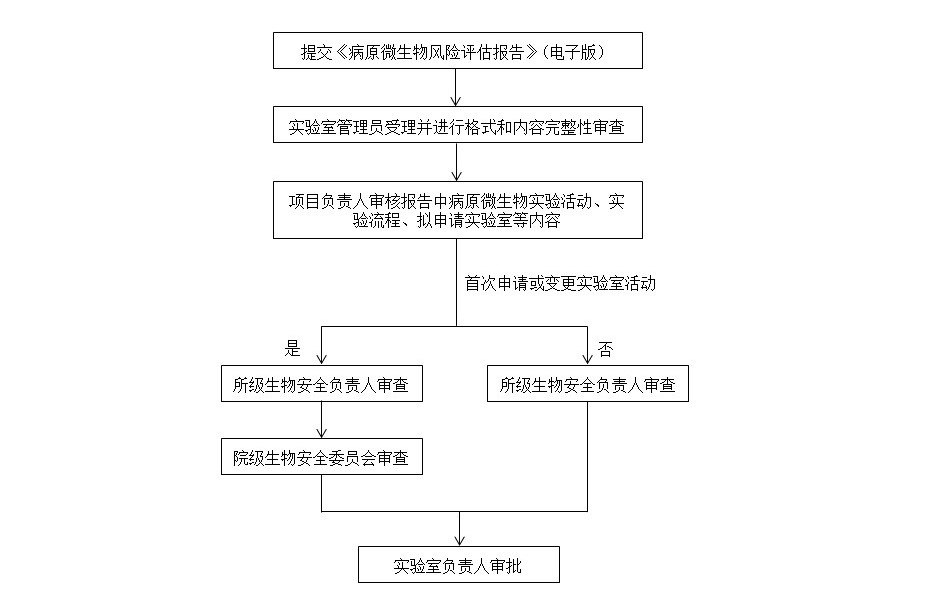 提交《病原微生物风险评估报告》（电子版）
实验室管理员受理并进行格式和内容完整性审查
项目负责人审核报告中病原微生物实验活动、实
验流程、拟申请实验室等内容
首次申请或变更实验室活动
是
否
所级生物安全负责人审查
所级生物安全负责人审查
院级生物安全委员会审查
实验室负责人审批